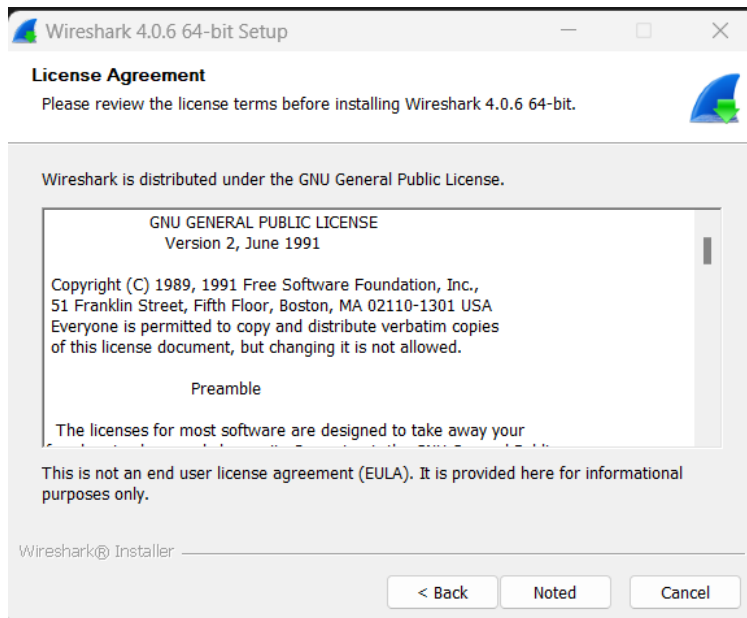 Wireshark 4.0.6 64-bit Setup
License Agreement
Please review the license terms before installing Wireshark 4.0.6 64-bit.
Wireshark is distributed under the GNU General Public License.
GNU GENERAL PUBLIC LICENSE
Version 2, June 1991
Copyright (C) 1989, 1991 Free Software Foundation, Inc.,
51 Franklin Street, Fifth Floor, Boston, MA 02110-1301 USA
Everyone is permitted to copy and distribute verbatim copies
of this license document, but changing it is not allowed.
Preamble
The licenses for most software are designed to take away your
This is not an end user license agreement (EULA). It is provided here for informational
purposes only.
Wireshark® Installer
< Back Noted Cancel